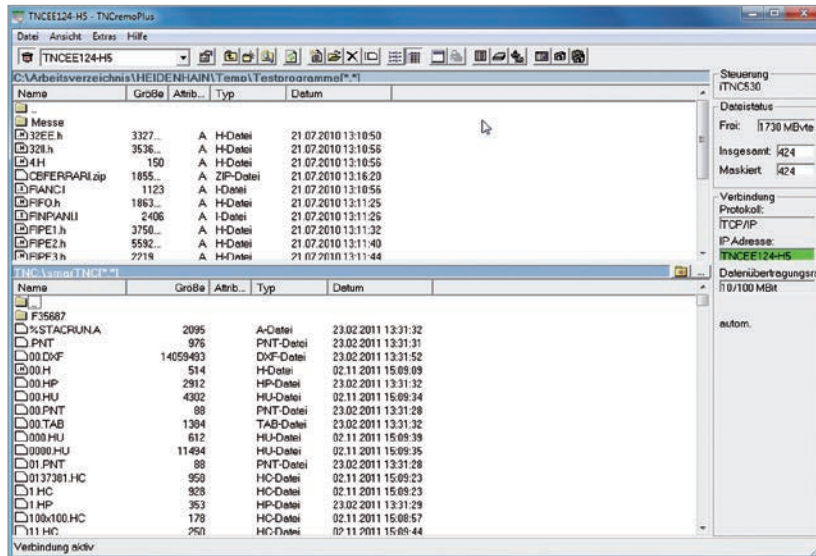 TNCEE124-H5 - TNCremoPlus
Datei Ansicht Extras Hilfe
TNCEE124-H5
C:\Arbeitsverzeichnis\HEIDENHAIN\Temp\Testprogramme[*.*]
Name Größe Attrib... Typ Datum
..
Messe
32EE.h 3327... A H-Datei 21.07.2010 13:10:50
32II.h 3536... A H-Datei 21.07.2010 13:10:56
4.H 150 A H-Datei 21.07.2010 13:10:56
CBFERRARI.zip 1855... A ZIP-Datei 21.07.2010 13:16:20
FIANC.I 1123 A I-Datei 21.07.2010 13:10:56
FIFO.h 1863... A H-Datei 21.07.2010 13:11:25
FINPIANI.I 2406 A I-Datei 21.07.2010 13:11:26
FIPE1.h 3750... A H-Datei 21.07.2010 13:11:32
FIPE2.h 5592... A H-Datei 21.07.2010 13:11:40
FIPE3.h 2219 A H-Datei 21.07.2010 13:11:44
TNC:\smarTNC[*.*]
Name Größe Attrib... Typ Datum
..
F35687
%STACRUN.A 2095 A-Datei 23.02.2011 13:31:32
.PNT 976 PNT-Datei 23.02.2011 13:31:31
00.DXF 14059493 DXF-Datei 23.02.2011 13:31:52
00.H 514 H-Datei 02.11.2011 15:09:09
00.HP 2912 HP-Datei 23.02.2011 13:31:32
00.HU 4302 HU-Datei 02.11.2011 15:09:34
00.PNT 88 PNT-Datei 23.02.2011 13:31:28
00.TAB 1384 TAB-Datei 23.02.2011 13:31:32
000.HU 612 HU-Datei 02.11.2011 15:09:39
0000.HU 11494 HU-Datei 02.11.2011 15:09:35
01.PNT 88 PNT-Datei 23.02.2011 13:31:28
0137381.HC 958 HC-Datei 02.11.2011 15:09:23
1.HC 928 HC-Datei 02.11.2011 15:09:23
1.HP 353 HP-Datei 23.02.2011 13:31:29
100x100.HC 178 HC-Datei 02.11.2011 15:08:57
11.HC 250 HC-Datei 02.11.2011 15:09:44
Verbindung aktiv
Steuerung
iTNC530
Dateistatus
Frei: 1730 MByte
Insgesamt: 424
Maskiert 424
Verbindung
Protokoll:
TCP/IP
IP Adresse:
TNCEE124-H5
Datenübertragungsr
10/100 MBit
autom.